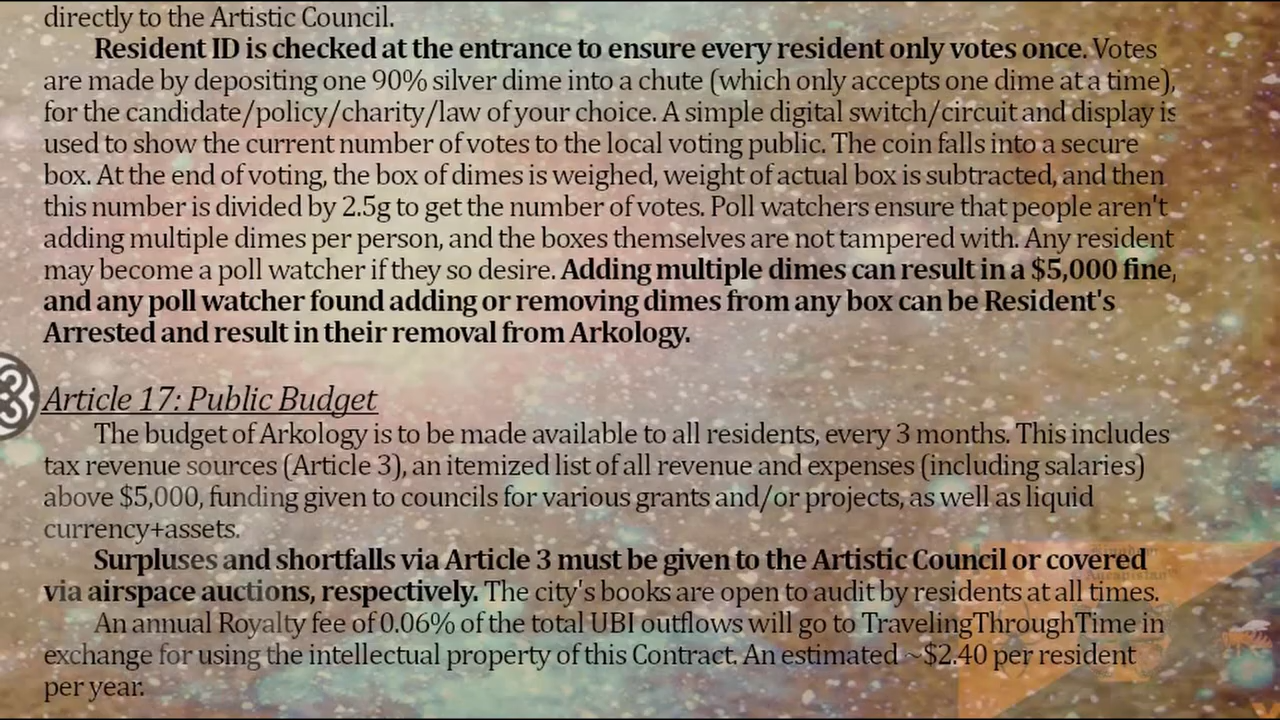 directly to the Artistic Council.
Resident ID is checked at the entrance to ensure every resident only votes once. Votes
are made by depositing one 90% silver dime into a chute (which only accepts one dime at a time),
for the candidate/policy/charity/law of your choice. A simple digital switch/circuit and display is
used to show the current number of votes to the local voting public. The coin falls into a secure
box. At the end of voting, the box of dimes is weighed, weight of actual box is subtracted, and then
this number is divided by 2.5g to get the number of votes. Poll watchers ensure that people aren't
adding multiple dimes per person, and the boxes themselves are not tampered with. Any resident
may become a poll watcher if they so desire. Adding multiple dimes can result in a $5,000 fine,
and any poll watcher found adding or removing dimes from any box can be Resident's
Arrested and result in their removal from Arkology.
Article 17: Public Budget
The budget of Arkology is to be made available to all residents, every 3 months. This includes
tax revenue sources (Article 3), an itemized list of all revenue and expenses (including salaries)
above $5,000, funding given to councils for various grants and/or projects, as well as liquid
currency+assets.
Surpluses and shortfalls via Article 3 must be given to the Artistic Council or covered
via airspace auctions, respectively. The city's books are open to audit by residents at all times.
An annual Royalty fee of 0.06% of the total UBI outflows will go to TravelingThroughTime in
exchange for using the intellectual property of this Contract. An estimated ~$2.40 per resident
per year.